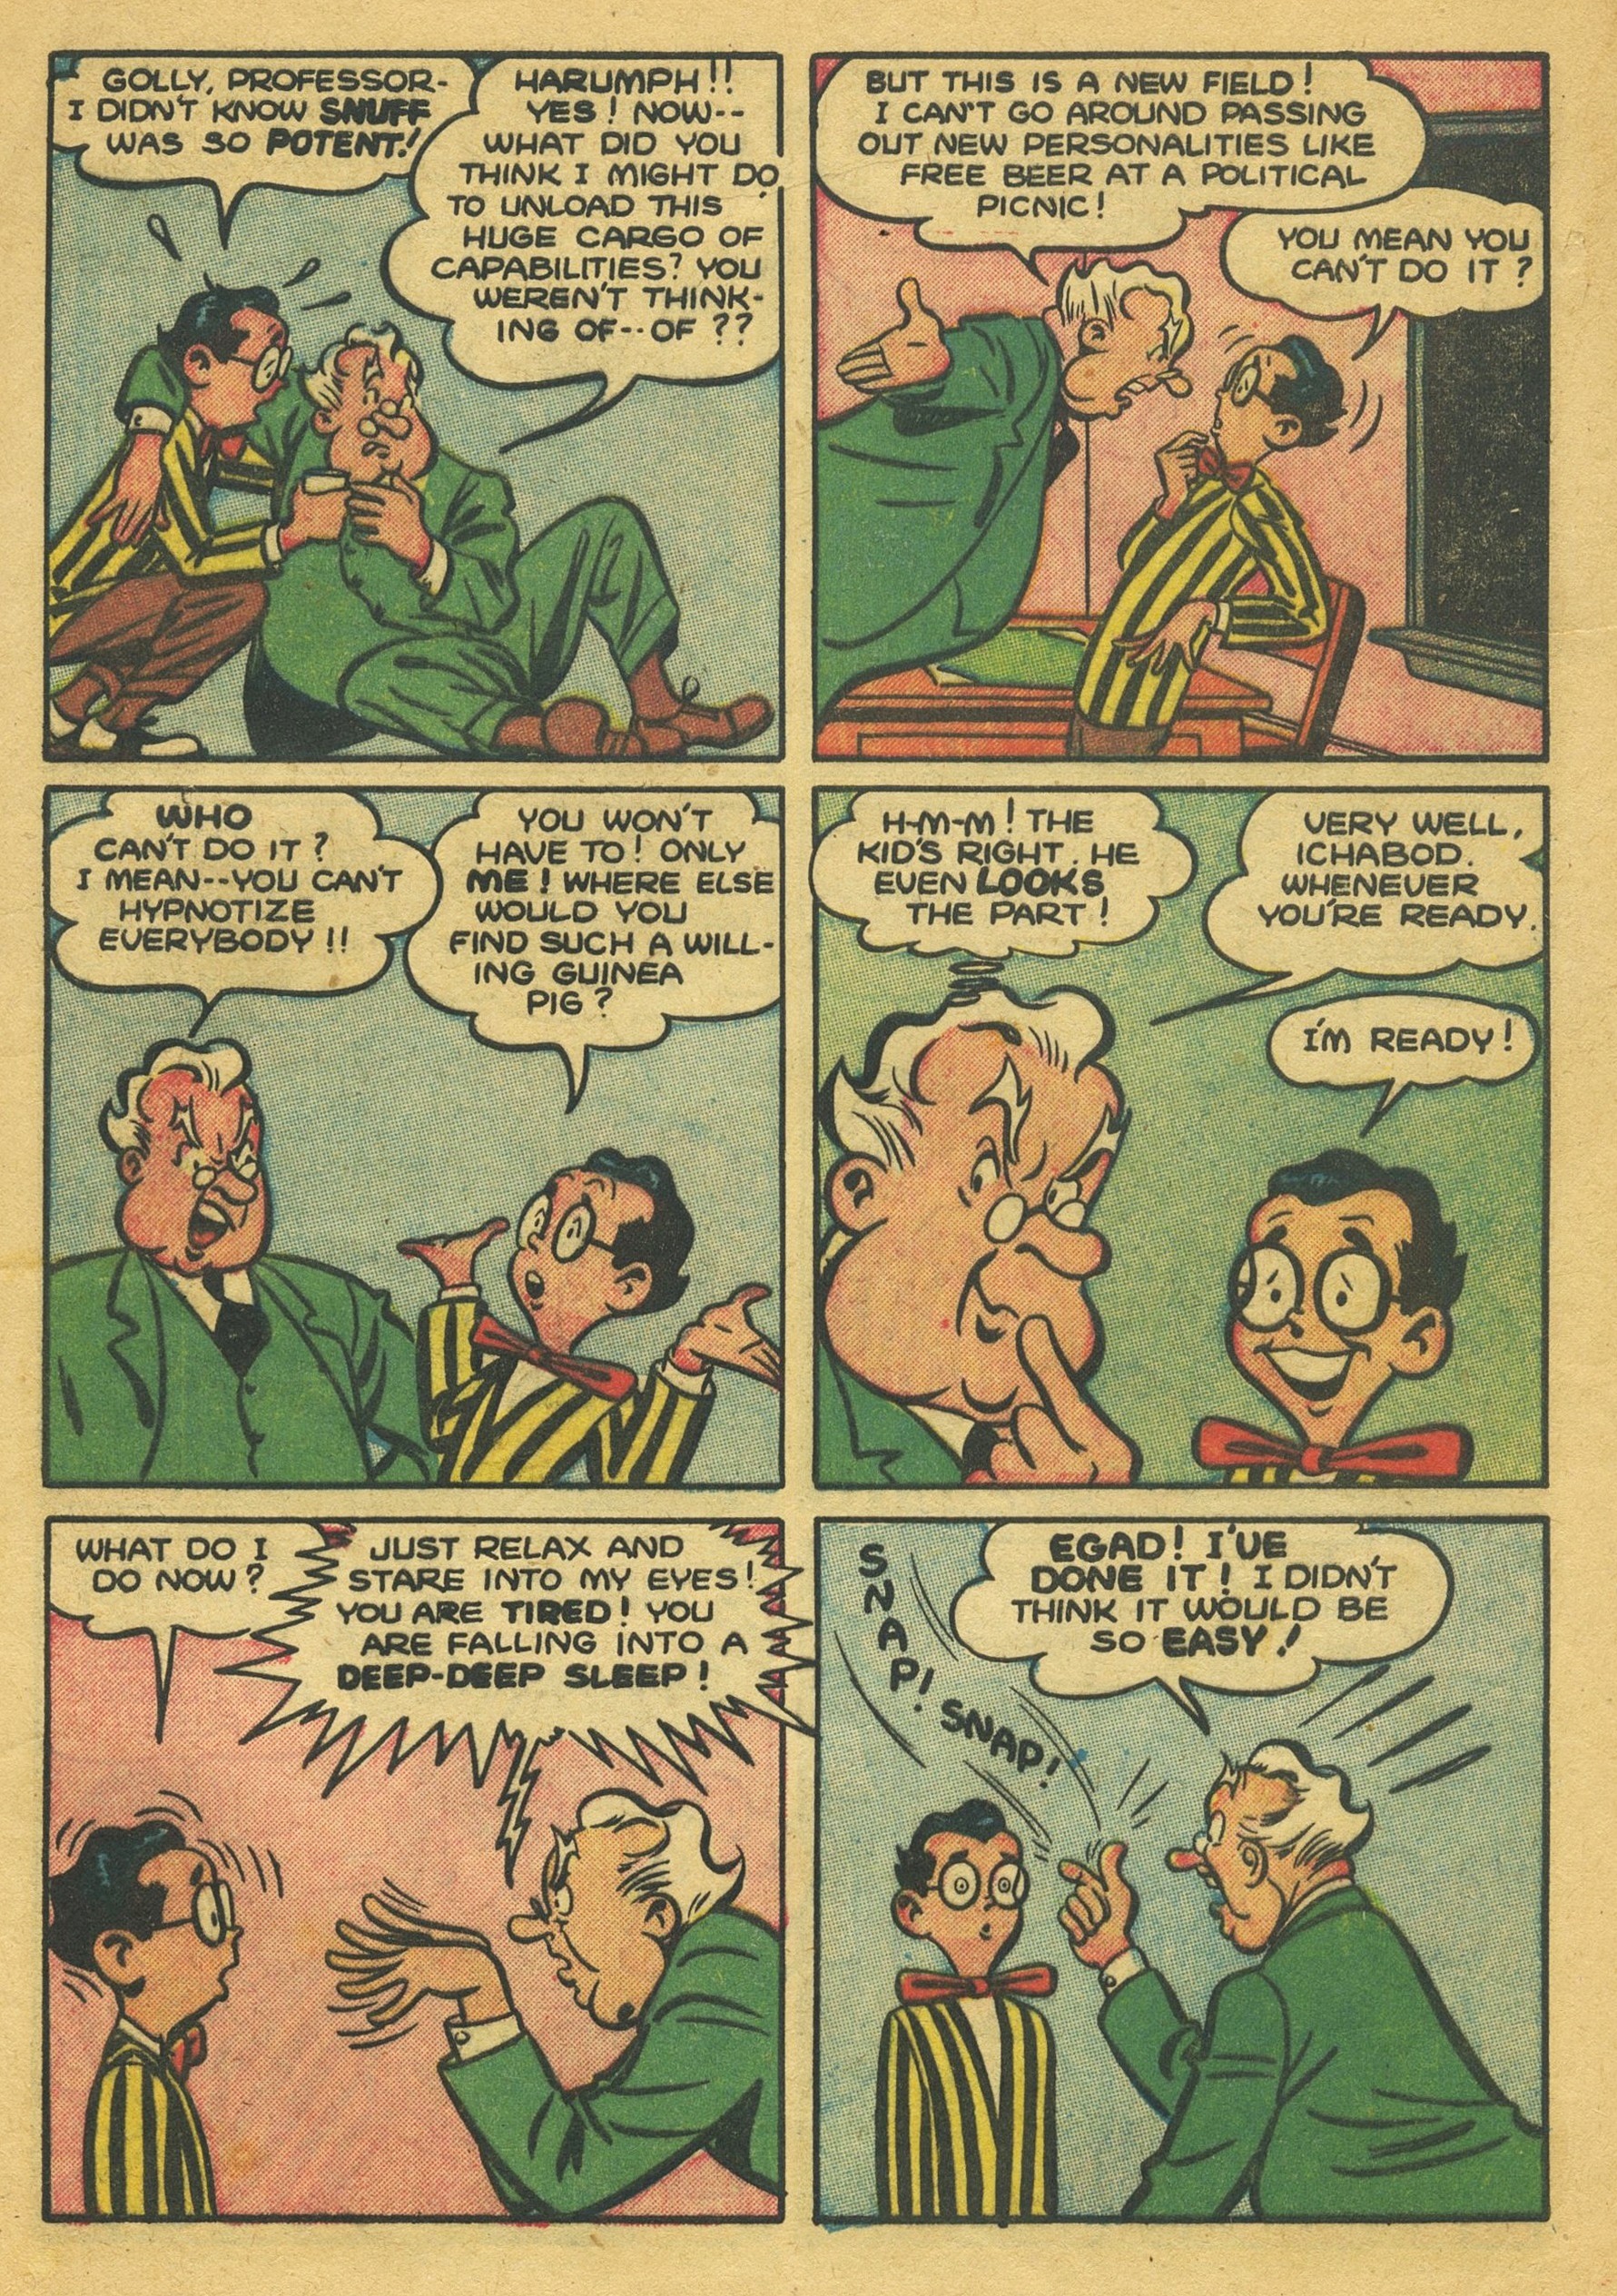 GOLLY, PROFESSOR-
I DIDN'T KNOW SNUFF
WAS SO POTENT!
HARUMPH!!
YES! NOW--
WHAT DID YOU
THINK I MIGHT DO
TO UNLOAD THIS
HUGE CARGO OF
CAPABILITIES? YOU
WEREN'T THINK-
ING OF--OF ??
BUT THIS IS A NEW FIELD!
I CAN'T GO AROUND PASSING
OUT NEW PERSONALITIES LIKE
FREE BEER AT A POLITICAL
PICNIC!
YOU MEAN YOU
CAN'T DO IT?
WHO
CAN'T DO IT?
I MEAN--YOU CAN'T
HYPNOTIZE
EVERYBODY!!
YOU WON'T
HAVE TO! ONLY
ME! WHERE ELSE
WOULD YOU
FIND SUCH A WILL-
ING GUINEA
PIG?
H-M-M! THE
KID'S RIGHT. HE
EVEN LOOKS
THE PART!
VERY WELL,
ICHABOD.
WHENEVER
YOU'RE READY.
I'M READY!
WHAT DO I
DO NOW?
JUST RELAX AND
STARE INTO MY EYES!
YOU ARE TIRED! YOU
ARE FALLING INTO A
DEEP-DEEP SLEEP!
SNAP! SNAP!
EGAD! I'VE
DONE IT! I DIDN'T
THINK IT WOULD BE
SO EASY!